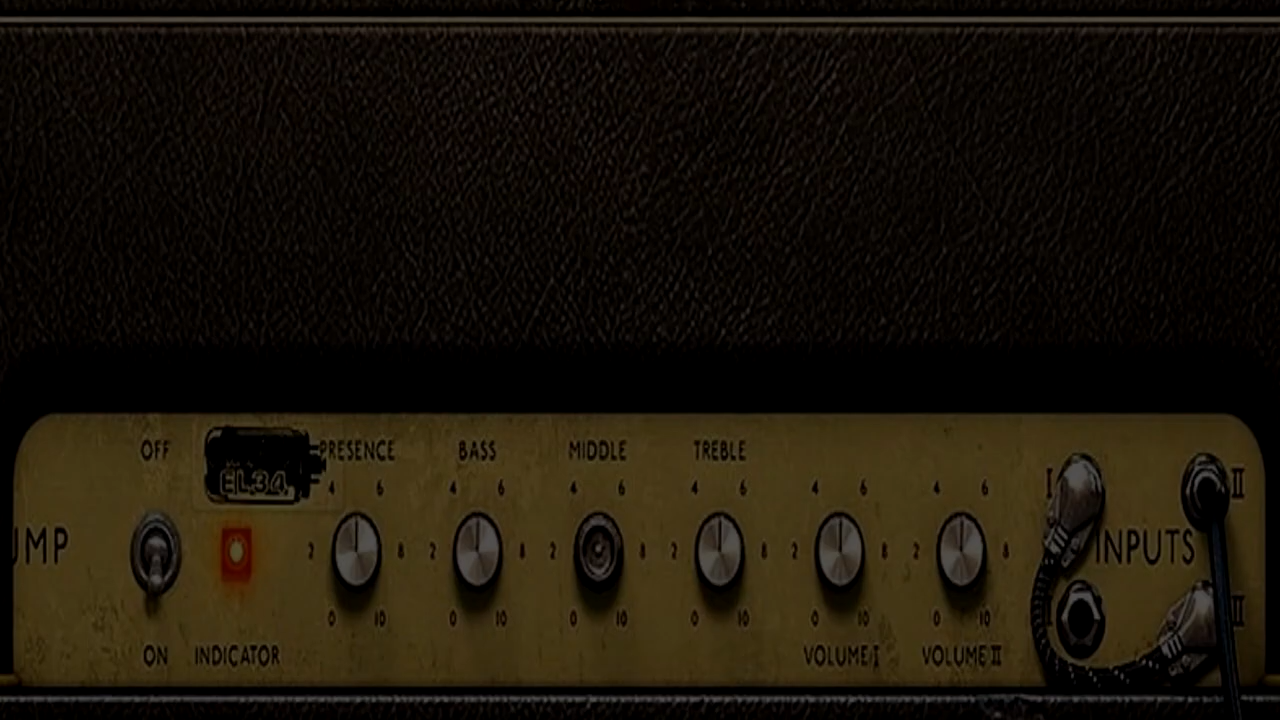 OFF
EL34
PRESENCE
BASS
MIDDLE
TREBLE
4 6 4 6 4 6 4 6 4 6 4 6
I
II
2 8 2 8 2 8 2 8 2 8 2 8
INPUTS
0 10 0 10 0 10 0 10 0 10 0 10
II
ON
INDICATOR
VOLUME I
VOLUME II